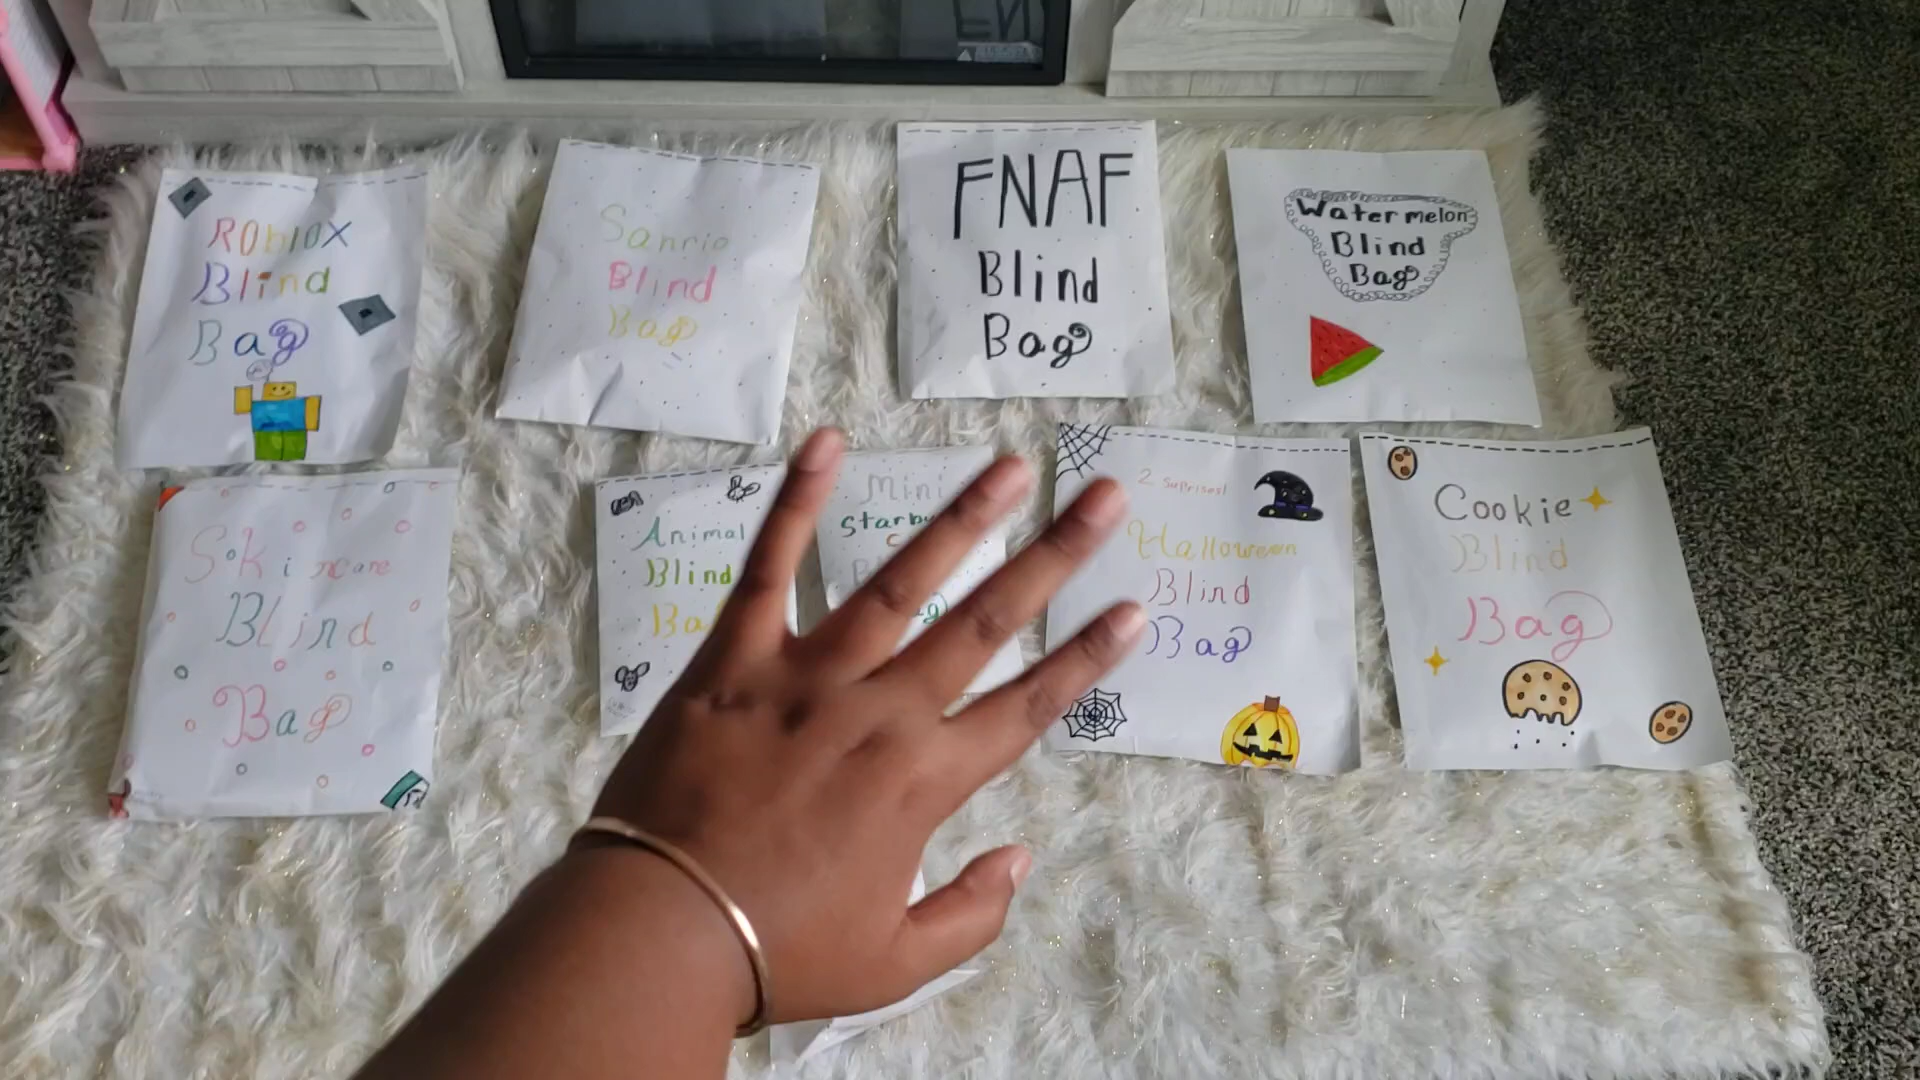 ROblox
Blind
Bag
Sanrio
Blind
Bag
FNAF
Blind
Bag
Watermelon
Blind
Bag
Skincare
Blind
Bag
Animal
Blind
Mini
2 Suprises!
Halloween
Blind
Bag
Cookie
Blind
Bag